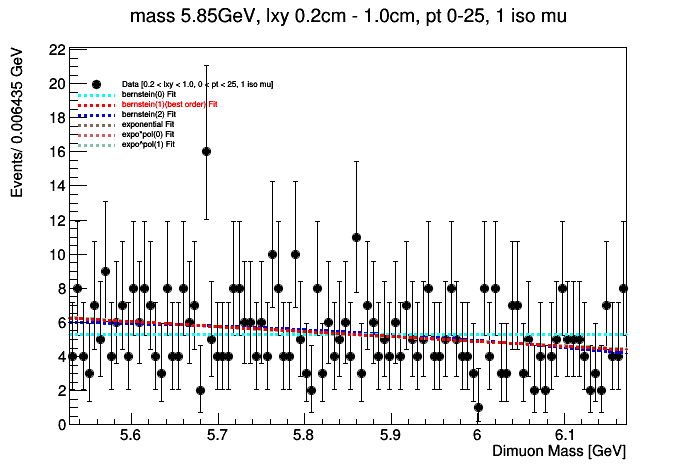 mass 5.85GeV, lxy 0.2cm - 1.0cm, pt 0-25, 1 iso mu
Events/ 0.006435 GeV
22
20
18
16
14
12
10
8
6
4
2
0
Data [0.2 < lxy < 1.0, 0 < pt < 25, 1 iso mu]
bernstein(0) Fit
bernstein(1)(best order) Fit
bernstein(2) Fit
exponential Fit
expo*pol(0) Fit
expo*pol(1) Fit
5.6 5.7 5.8 5.9 6 6.1
Dimuon Mass [GeV]